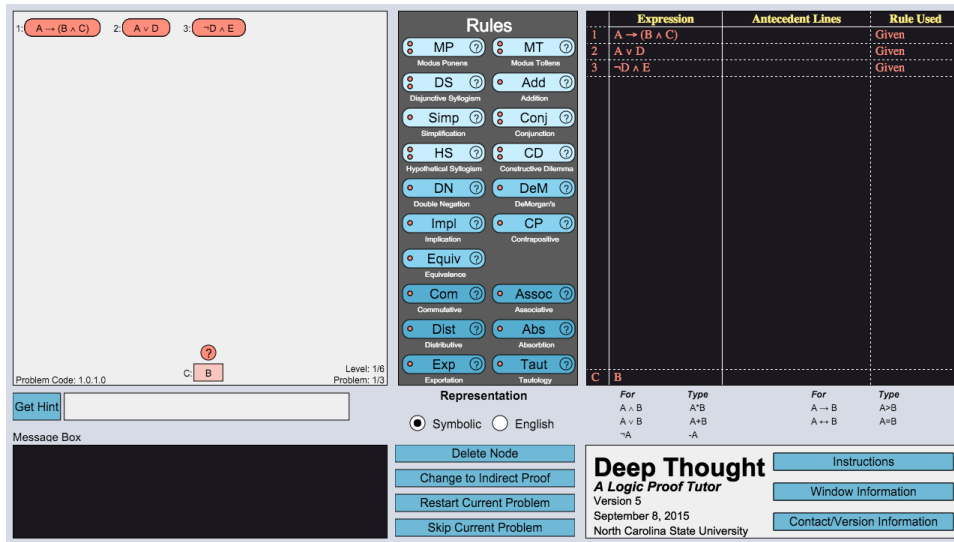 1: A → (B ∧ C) 2: A ∨ D 3: ¬D ∧ E
?
C: B
Problem Code: 1.0.1.0
Level: 1/6
Problem: 1/3
Get Hint
Message Box
Rules
MP ? MT ?
Modus Ponens Modus Tollens
DS ? Add ?
Disjunctive Syllogism Addition
Simp ? Conj ?
Simplification Conjunction
HS ? CD ?
Hypothetical Syllogism Constructive Dilemma
DN ? DeM ?
Double Negation DeMorgan's
Impl ? CP ?
Implication Contrapositive
Equiv ?
Equivalence
Com ? Assoc ?
Commutative Associative
Dist ? Abs ?
Distributive Absorbtion
Exp ? Taut ?
Exportation Tautology
Representation
Symbolic English
Delete Node
Change to Indirect Proof
Restart Current Problem
Skip Current Problem
Expression Antecedent Lines Rule Used
1 A → (B ∧ C) Given
2 A ∨ D Given
3 ¬D ∧ E Given
C B
For Type For Type
A ∧ B A*B A → B A>B
A ∨ B A+B A ↔ B A=B
¬A -A
Deep Thought
A Logic Proof Tutor
Version 5
September 8, 2015
North Carolina State University
Instructions
Window Information
Contact/Version Information